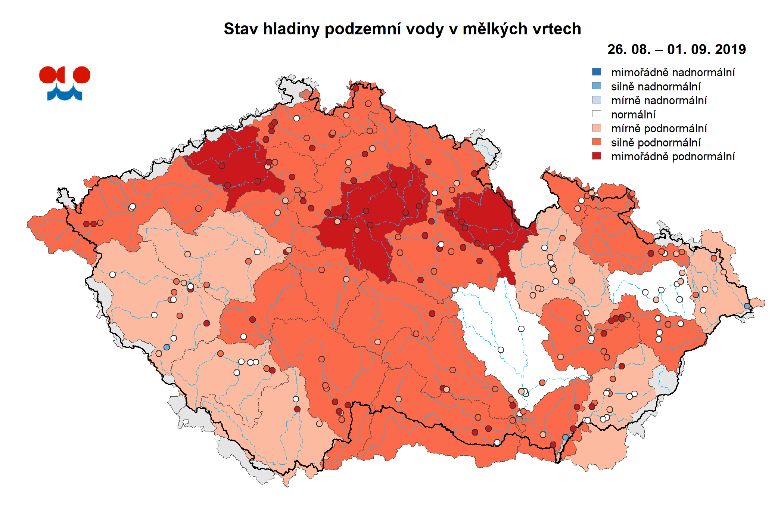 Stav hladiny podzemní vody v mělkých vrtech
26. 08. – 01. 09. 2019
mimořádně nadnormální
silně nadnormální
mírně nadnormální
normální
mírně podnormální
silně podnormální
mimořádně podnormální